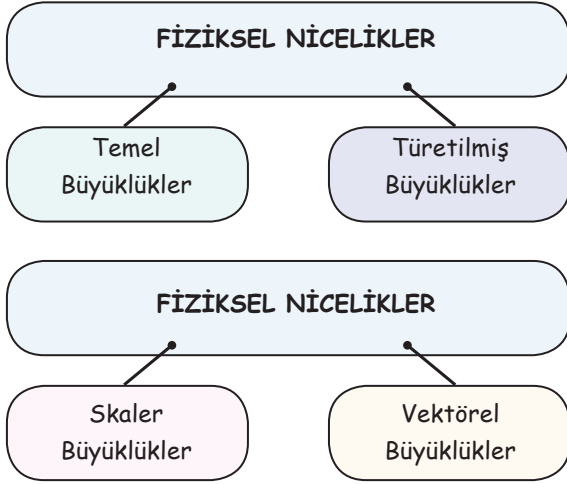 FİZİKSEL NİCELİKLER
Temel
Büyüklükler
Türetilmiş
Büyüklükler
FİZİKSEL NİCELİKLER
Skaler
Büyüklükler
Vektörel
Büyüklükler